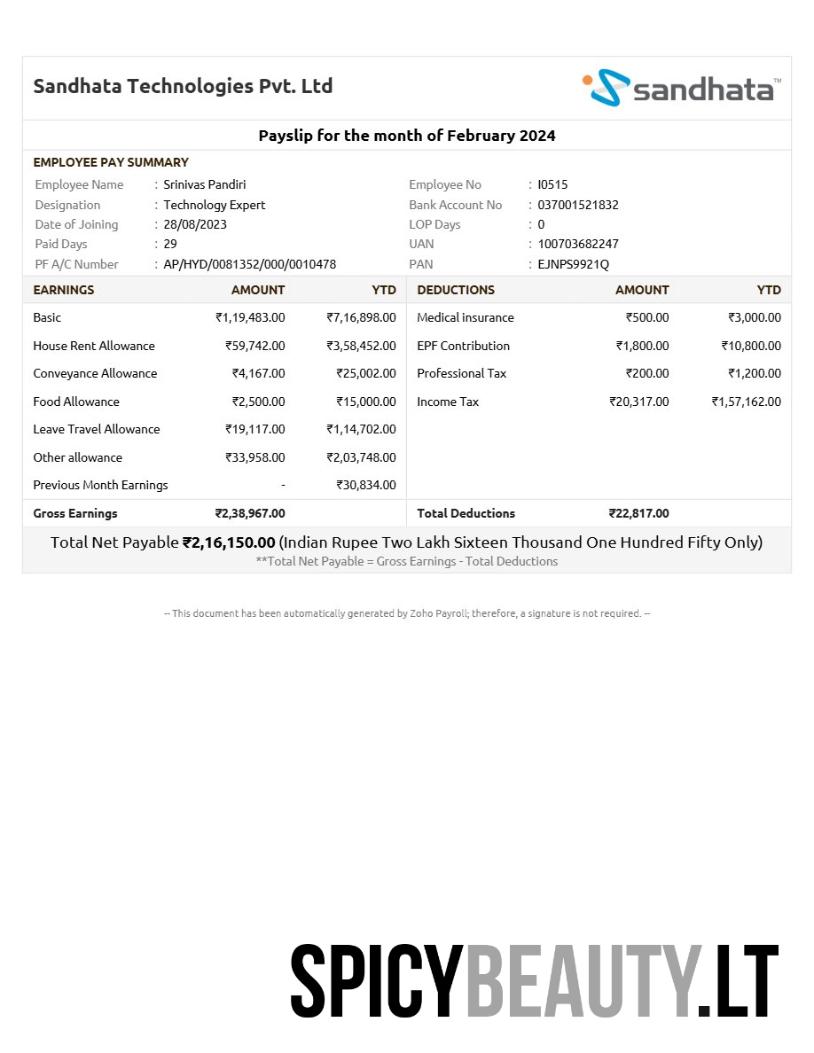 Sandhata Technologies Pvt. Ltd
sandhata™
Payslip for the month of February 2024
EMPLOYEE PAY SUMMARY
Employee Name : Srinivas Pandiri Employee No : I0515
Designation : Technology Expert Bank Account No : 037001521832
Date of Joining : 28/08/2023 LOP Days : 0
Paid Days : 29 UAN : 100703682247
PF A/C Number : AP/HYD/0081352/000/0010478 PAN : EJNPS9921Q
EARNINGS AMOUNT YTD DEDUCTIONS AMOUNT YTD
Basic ₹1,19,483.00 ₹7,16,898.00 Medical insurance ₹500.00 ₹3,000.00
House Rent Allowance ₹59,742.00 ₹3,58,452.00 EPF Contribution ₹1,800.00 ₹10,800.00
Conveyance Allowance ₹4,167.00 ₹25,002.00 Professional Tax ₹200.00 ₹1,200.00
Food Allowance ₹2,500.00 ₹15,000.00 Income Tax ₹20,317.00 ₹1,57,162.00
Leave Travel Allowance ₹19,117.00 ₹1,14,702.00
Other allowance ₹33,958.00 ₹2,03,748.00
Previous Month Earnings - ₹30,834.00
Gross Earnings ₹2,38,967.00 Total Deductions ₹22,817.00
Total Net Payable ₹2,16,150.00 (Indian Rupee Two Lakh Sixteen Thousand One Hundred Fifty Only)
**Total Net Payable = Gross Earnings - Total Deductions
-- This document has been automatically generated by Zoho Payroll; therefore, a signature is not required. --
SPICYBEAUTY.LT